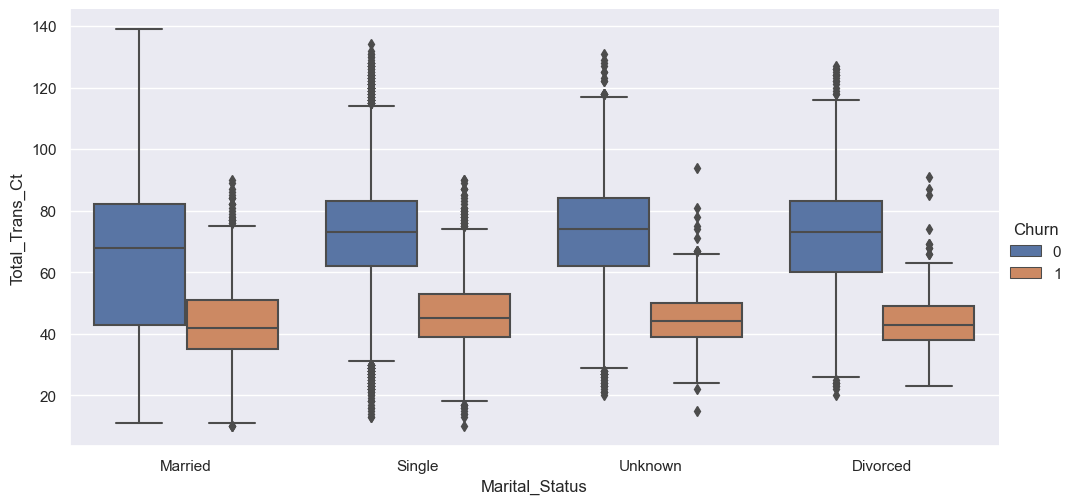 140
120
100
80
60
40
20
Total_Trans_Ct
Married
Single
Unknown
Divorced
Marital_Status
Churn
0
1